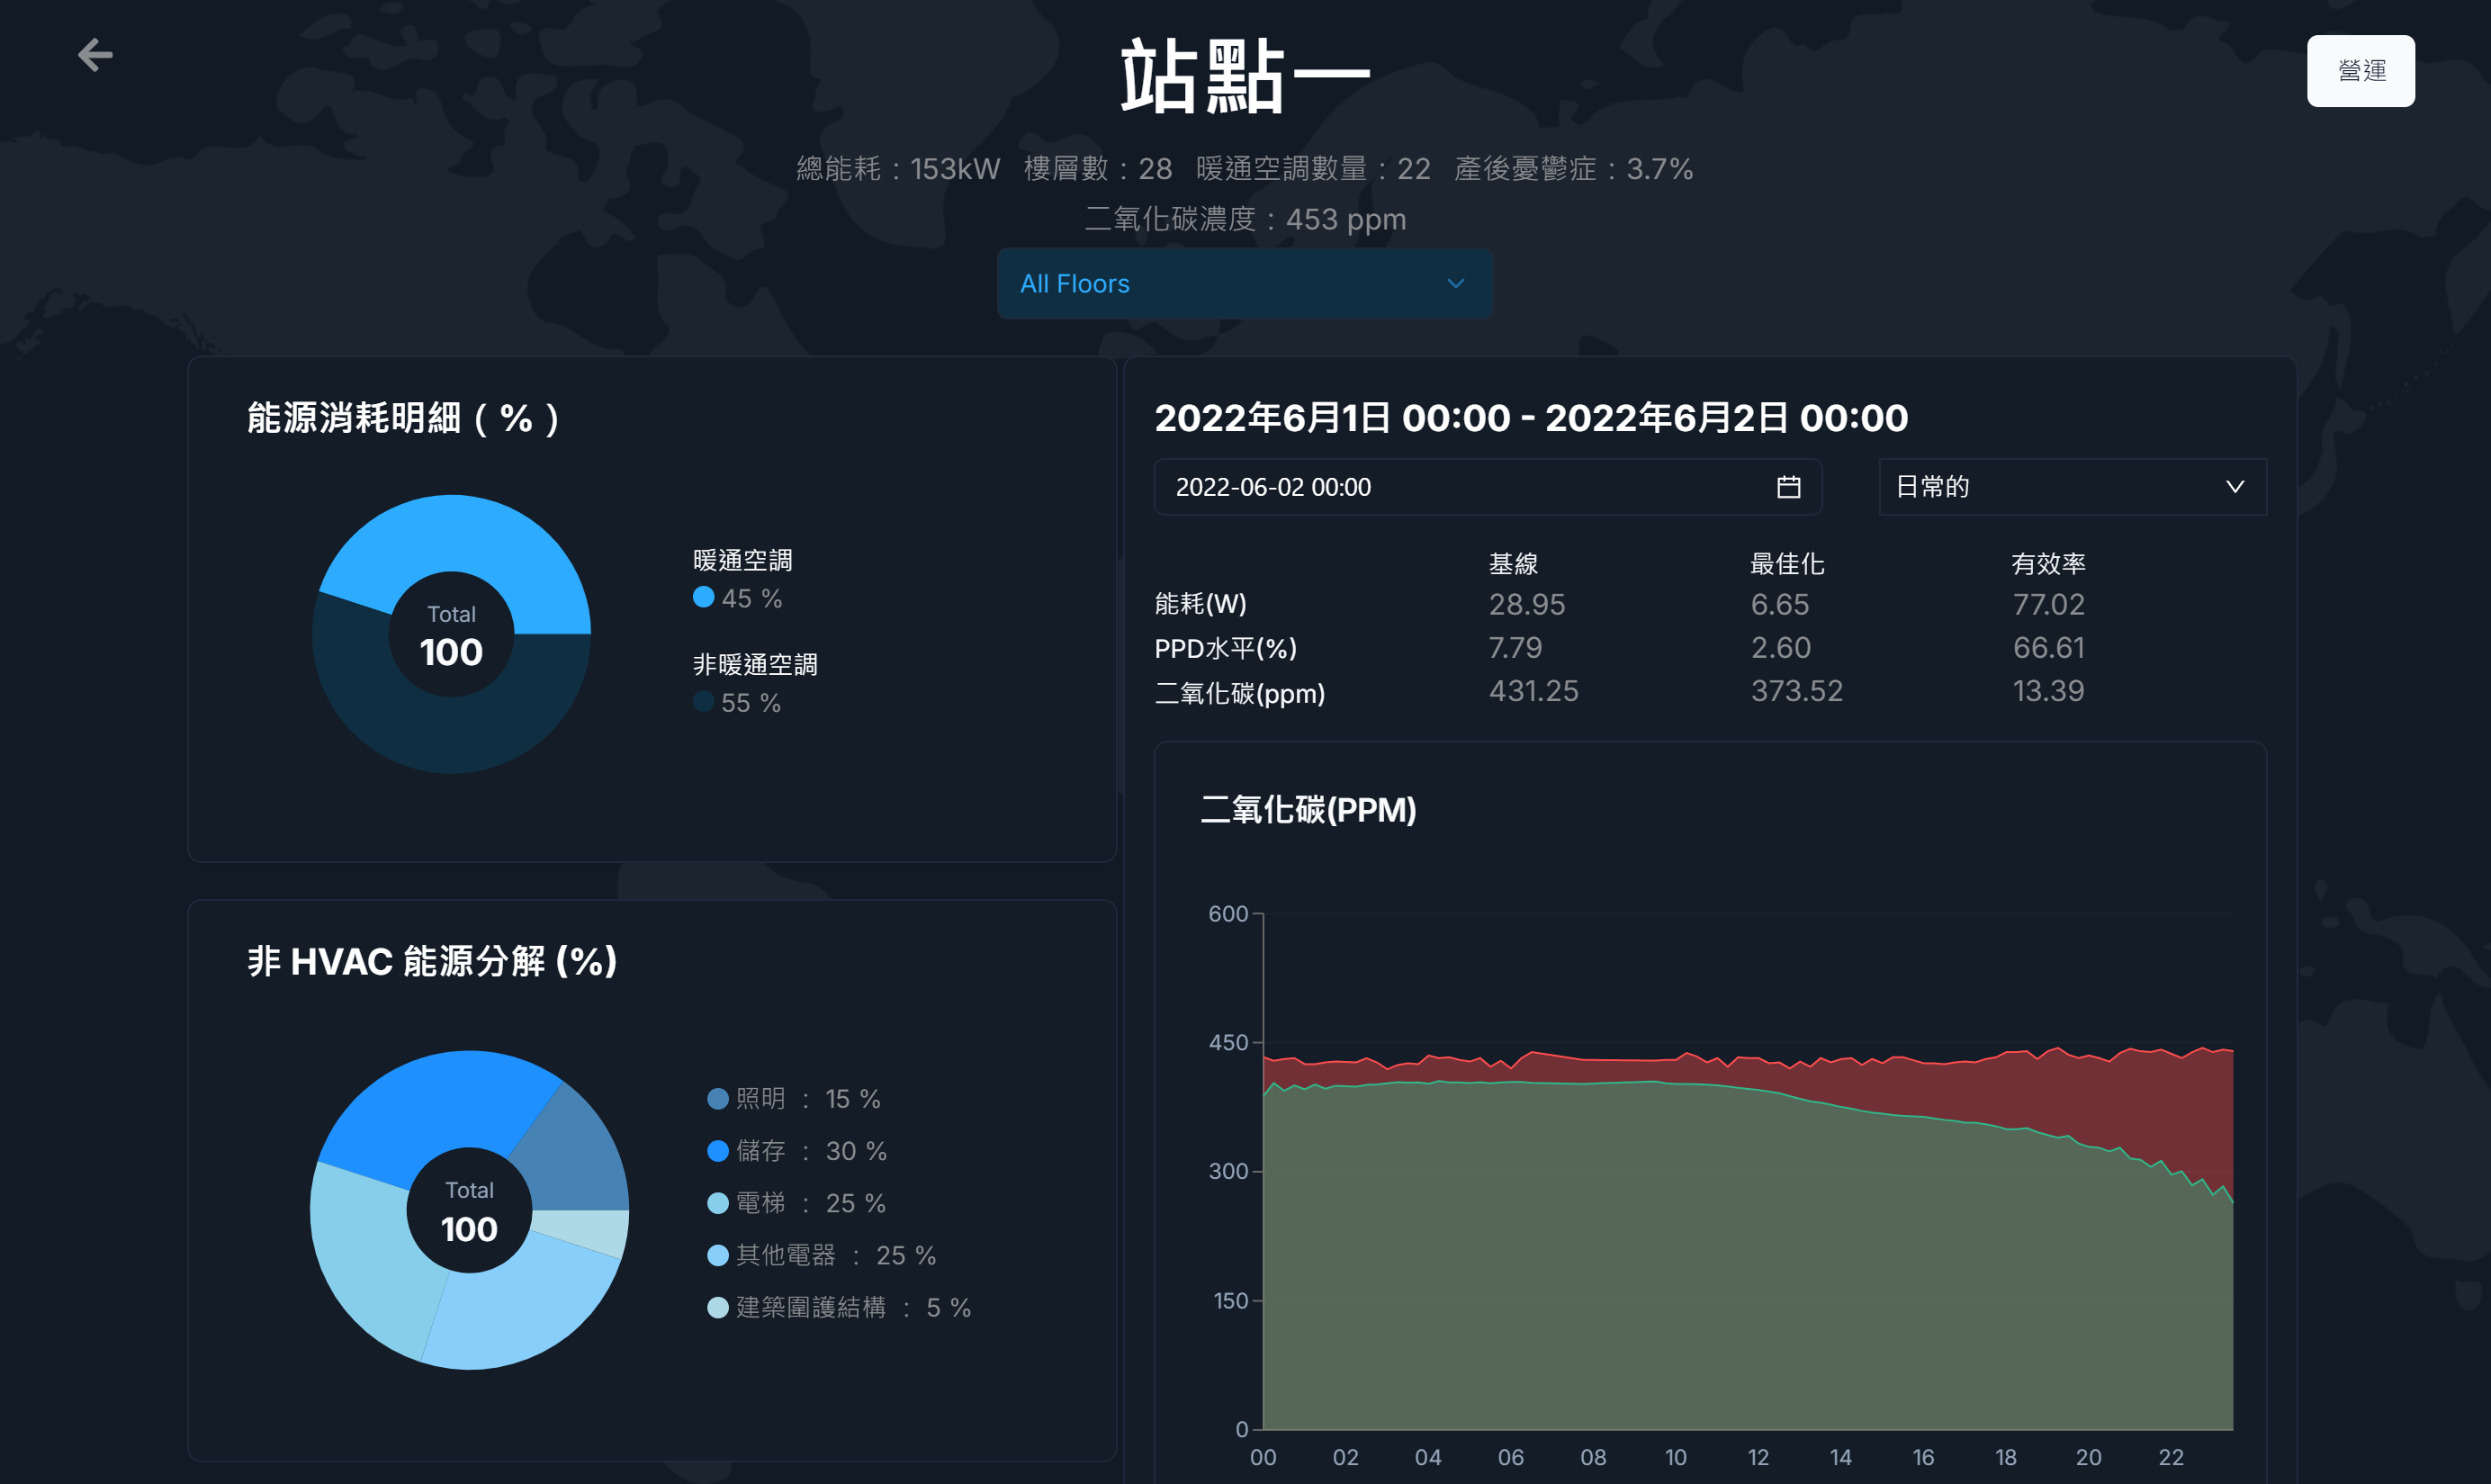 站點一
營運
總能耗：153kW 樓層數：28 暖通空調數量：22 產後憂鬱症：3.7%
二氧化碳濃度：453 ppm
All Floors
能源消耗明細（ % ）
Total
100
暖通空調
45 %
非暖通空調
55 %
非 HVAC 能源分解 (%)
Total
100
照明 ： 15 %
儲存 ： 30 %
電梯 ： 25 %
其他電器 ： 25 %
建築圍護結構 ： 5 %
2022年6月1日 00:00 - 2022年6月2日 00:00
2022-06-02 00:00
日常的
基線 最佳化 有效率
能耗(W) 28.95 6.65 77.02
PPD水平(%) 7.79 2.60 66.61
二氧化碳(ppm) 431.25 373.52 13.39
二氧化碳(PPM)
600
450
300
150
0
00 02 04 06 08 10 12 14 16 18 20 22